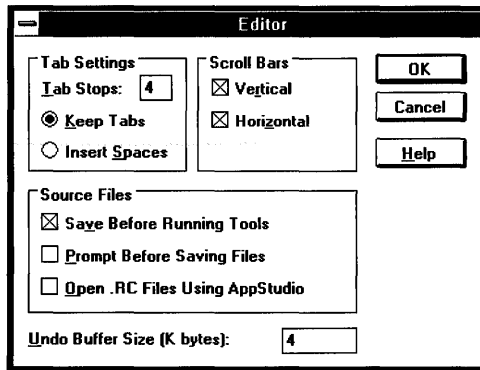 Editor
Tab Settings
Tab Stops: 4
Keep Tabs
Insert Spaces
Scroll Bars
Vertical
Horizontal
OK
Cancel
Help
Source Files
Save Before Running Tools
Prompt Before Saving Files
Open .RC Files Using AppStudio
Undo Buffer Size (K bytes): 4